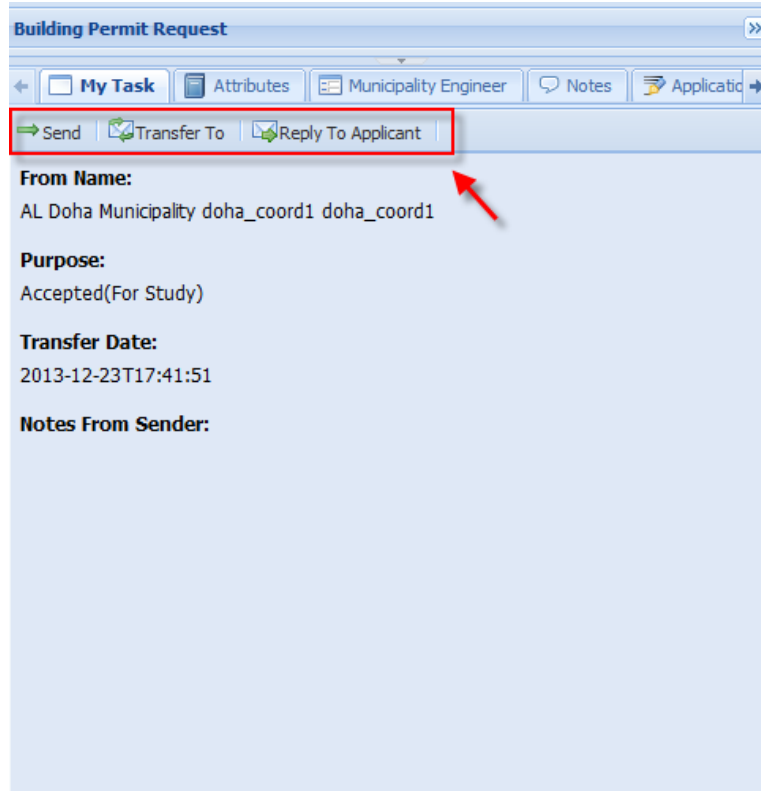 Building Permit Request
My Task Attributes Municipality Engineer Notes Applicatic
Send Transfer To Reply To Applicant
From Name:
AL Doha Municipality doha_coord1 doha_coord1
Purpose:
Accepted(For Study)
Transfer Date:
2013-12-23T17:41:51
Notes From Sender: